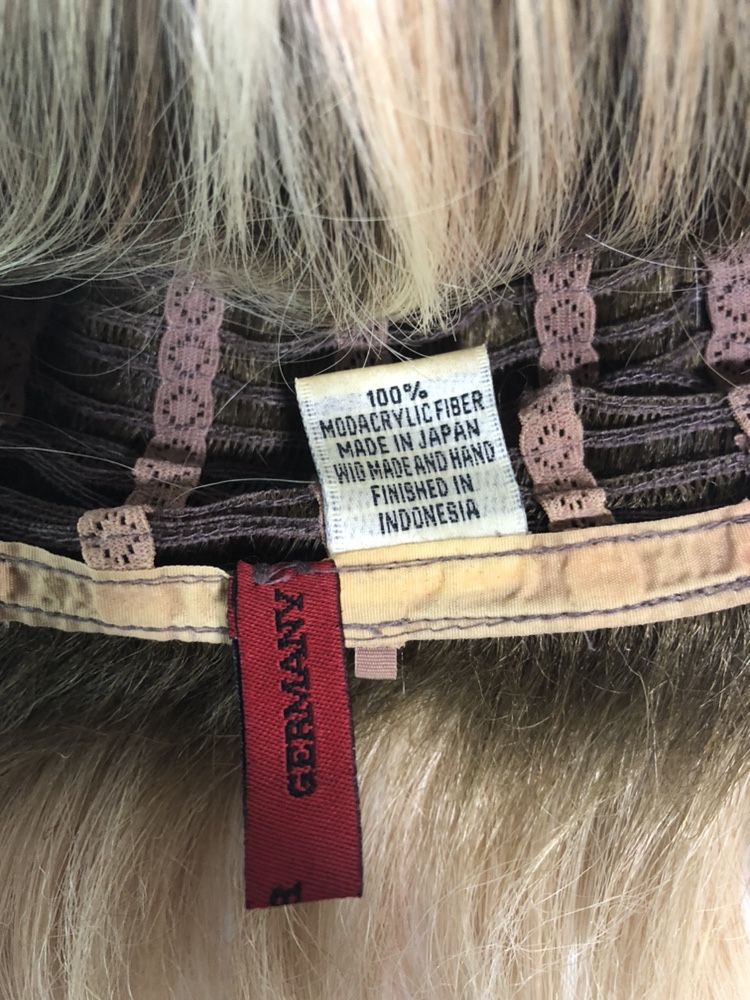 100%
MODACRYLIC FIBER
MADE IN JAPAN
WIG MADE AND HAND
FINISHED IN
INDONESIA
GERMANY